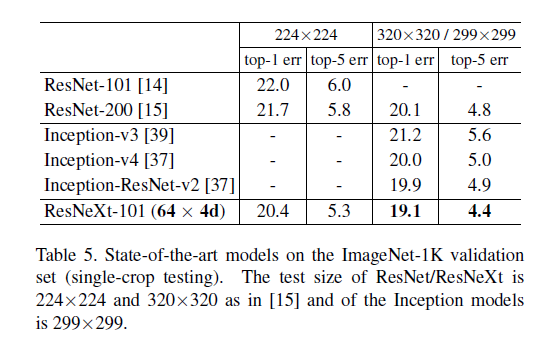 224×224 320×320 / 299×299
top-1 err top-5 err top-1 err top-5 err
ResNet-101 [14] 22.0 6.0 - -
ResNet-200 [15] 21.7 5.8 20.1 4.8
Inception-v3 [39] - - 21.2 5.6
Inception-v4 [37] - - 20.0 5.0
Inception-ResNet-v2 [37] - - 19.9 4.9
ResNeXt-101 (64 × 4d) 20.4 5.3 19.1 4.4
Table 5. State-of-the-art models on the ImageNet-1K validation
set (single-crop testing). The test size of ResNet/ResNeXt is
224×224 and 320×320 as in [15] and of the Inception models
is 299×299.